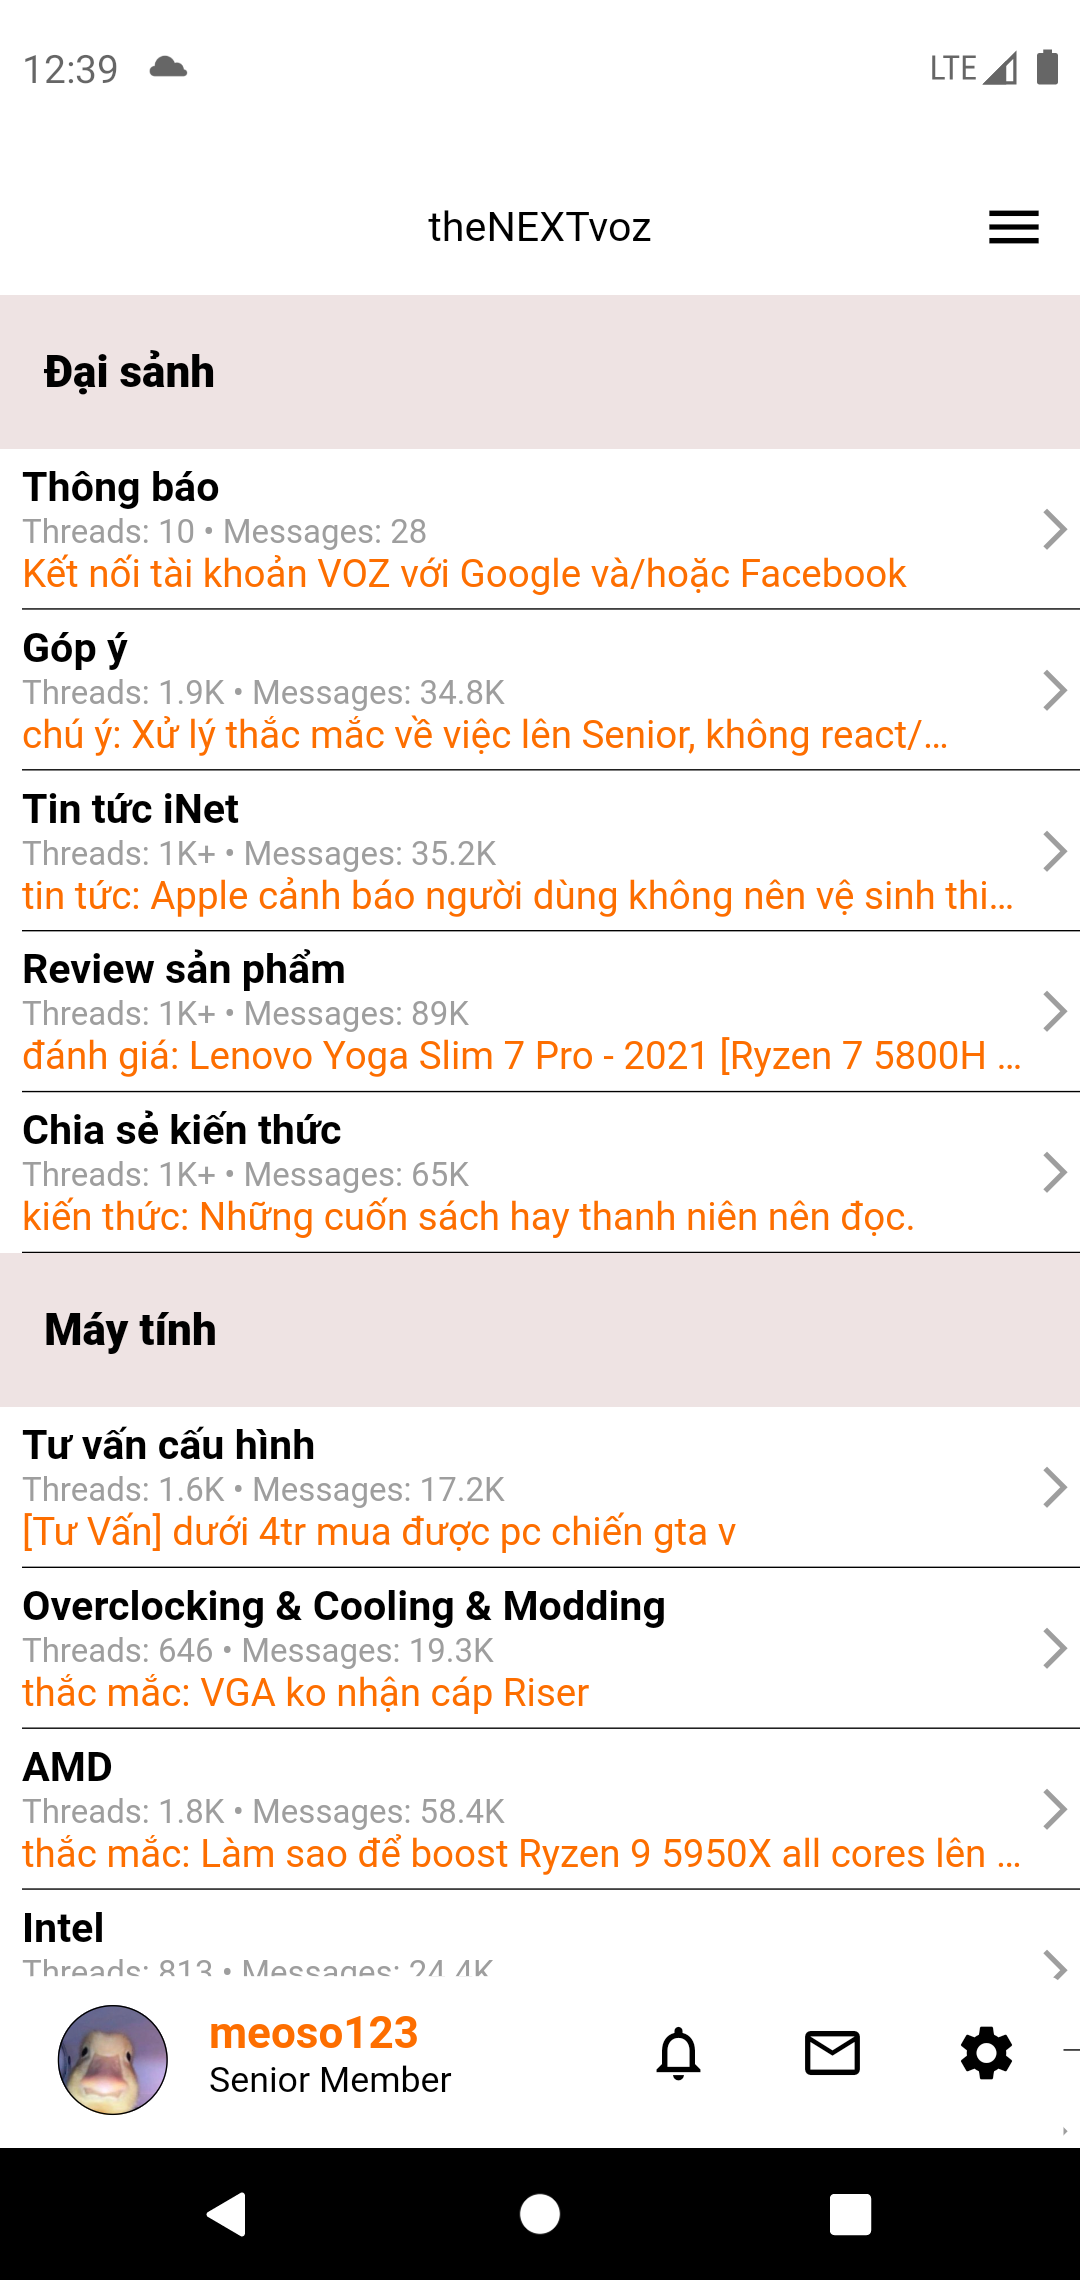 12:39
LTE
theNEXTvoz
Đại sảnh
Thông báo
Threads: 10 • Messages: 28
Kết nối tài khoản VOZ với Google và/hoặc Facebook
Góp ý
Threads: 1.9K • Messages: 34.8K
chú ý: Xử lý thắc mắc về việc lên Senior, không react/...
Tin tức iNet
Threads: 1K+ • Messages: 35.2K
tin tức: Apple cảnh báo người dùng không nên vệ sinh thi...
Review sản phẩm
Threads: 1K+ • Messages: 89K
đánh giá: Lenovo Yoga Slim 7 Pro - 2021 [Ryzen 7 5800H ...
Chia sẻ kiến thức
Threads: 1K+ • Messages: 65K
kiến thức: Những cuốn sách hay thanh niên nên đọc.
Máy tính
Tư vấn cấu hình
Threads: 1.6K • Messages: 17.2K
[Tư Vấn] dưới 4tr mua được pc chiến gta v
Overclocking & Cooling & Modding
Threads: 646 • Messages: 19.3K
thắc mắc: VGA ko nhận cáp Riser
AMD
Threads: 1.8K • Messages: 58.4K
thắc mắc: Làm sao để boost Ryzen 9 5950X all cores lên ...
Intel
Threads: 813 • Messages: 24.4K
meoso123
Senior Member